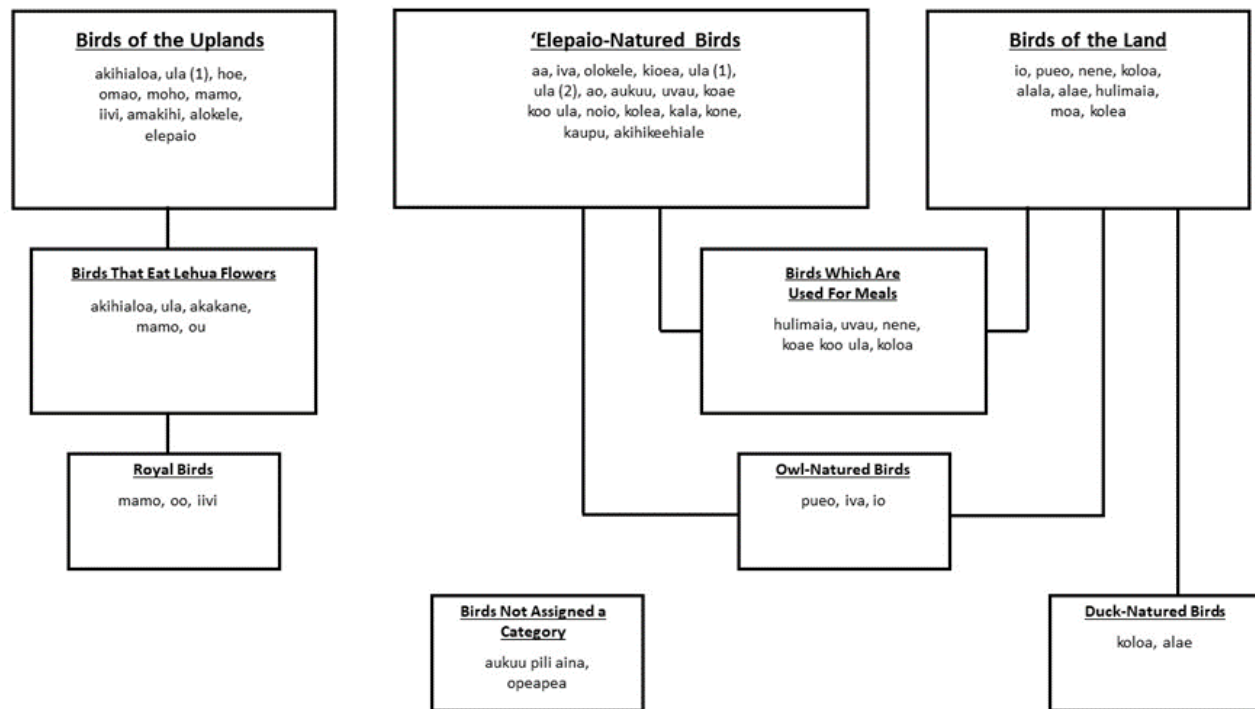 Birds of the Uplands
akihialoa, ula (1), hoe,
omao, moho, mamo,
iivi, amakihi, alokele,
elepaio
‘Elepaio-Natured Birds
aa, iva, olokele, kioea, ula (1),
ula (2), ao, aukuu, uvau, koae
koo ula, noio, kolea, kala, kone,
kaupu, akihikeehiale
Birds of the Land
io, pueo, nene, koloa,
alala, alae, hulimaia,
moa, kolea
Birds That Eat Lehua Flowers
akihialoa, ula, akakane,
mamo, ou
Birds Which Are
Used For Meals
hulimaia, uvau, nene,
koae koo ula, koloa
Royal Birds
mamo, oo, iivi
Owl-Natured Birds
pueo, iva, io
Birds Not Assigned a
Category
aukuu pili aina,
opeapea
Duck-Natured Birds
koloa, alae